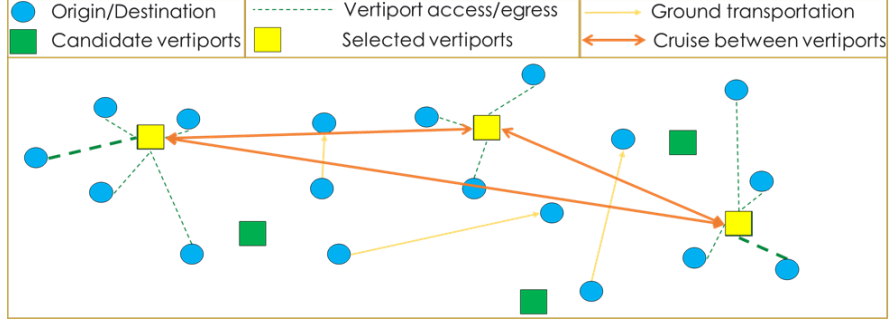 Origin/Destination
Vertiport access/egress
Ground transportation
Candidate vertiports
Selected vertiports
Cruise between vertiports